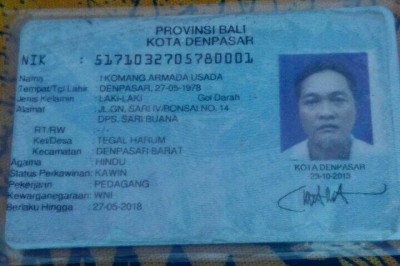 PROVINSI BALI
KOTA DENPASAR
NIK : 5171032705780001
Nama : I KOMANG ARMADA USADA
Tempat/Tgl Lahir : DENPASAR, 27-05-1978
Jenis Kelamin : LAKI-LAKI Gol Darah
Alamat : JL.GN. SARI IV/BONSAI NO. 14
DPS. SARI BUANA
RT/RW : -/-
Kel/Desa : TEGAL HARUM
Kecamatan : DENPASAR BARAT
Agama : HINDU
Status Perkawinan: KAWIN
Pekerjaan : PEDAGANG
Kewarganegaraan: WNI
Berlaku Hingga : 27-05-2018
KOTA DENPASAR